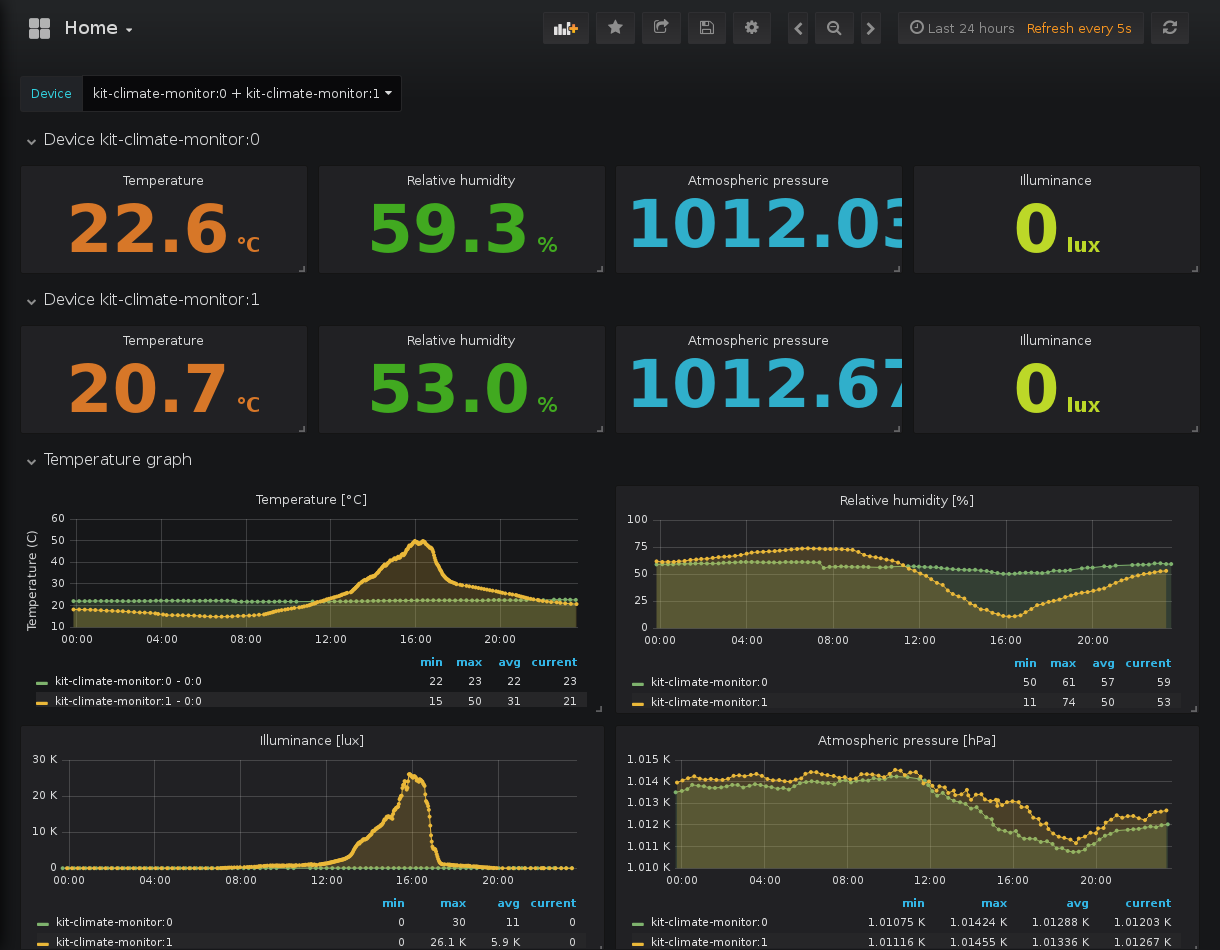 Home
Last 24 hours Refresh every 5s
Device kit-climate-monitor:0 + kit-climate-monitor:1
Device kit-climate-monitor:0
Temperature Relative humidity Atmospheric pressure Illuminance
22.6 °C 59.3 % 1012.03 0 lux
Device kit-climate-monitor:1
Temperature Relative humidity Atmospheric pressure Illuminance
20.7 °C 53.0 % 1012.67 0 lux
Temperature graph
Temperature [°C]
Temperature (C)
60
50
40
30
20
10
00:00 04:00 08:00 12:00 16:00 20:00
min max avg current
kit-climate-monitor:0 - 0:0 22 23 22 23
kit-climate-monitor:1 - 0:0 15 50 31 21
Relative humidity [%]
100
75
50
25
0
00:00 04:00 08:00 12:00 16:00 20:00
min max avg current
kit-climate-monitor:0 50 61 57 59
kit-climate-monitor:1 11 74 50 53
Illuminance [lux]
30 K
20 K
10 K
0
00:00 04:00 08:00 12:00 16:00 20:00
min max avg current
kit-climate-monitor:0 0 30 11 0
kit-climate-monitor:1 0 26.1 K 5.9 K 0
Atmospheric pressure [hPa]
1.015 K
1.014 K
1.013 K
1.012 K
1.011 K
1.010 K
00:00 04:00 08:00 12:00 16:00 20:00
min max avg current
kit-climate-monitor:0 1.01075 K 1.01424 K 1.01288 K 1.01203 K
kit-climate-monitor:1 1.01116 K 1.01455 K 1.01336 K 1.01267 K